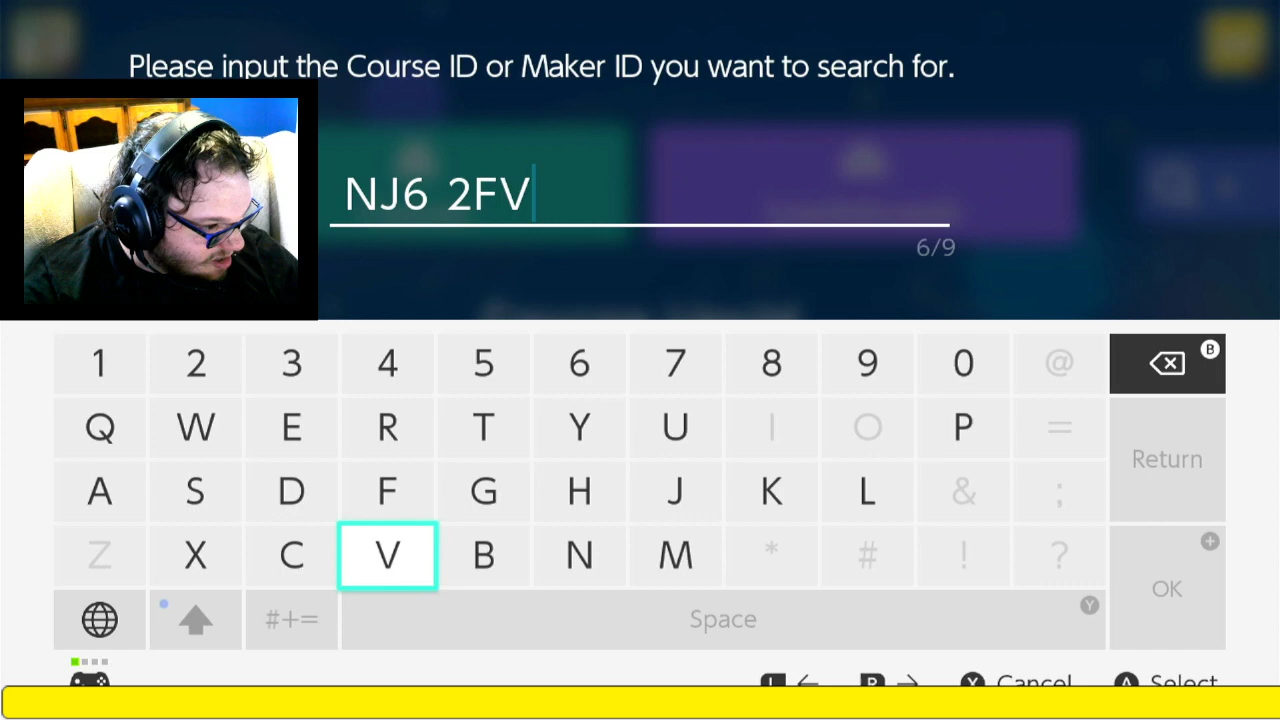 Please input the Course ID or Maker ID you want to search for.
NJ6 2FV
6/9
1 2 3 4 5 6 7 8 9 0 @ B
Q W E R T Y U I O P = Return
A S D F G H J K L & ;
Z X C V B N M * # ! ? + OK
#+= Space Y
L ← R → X Cancel A Select